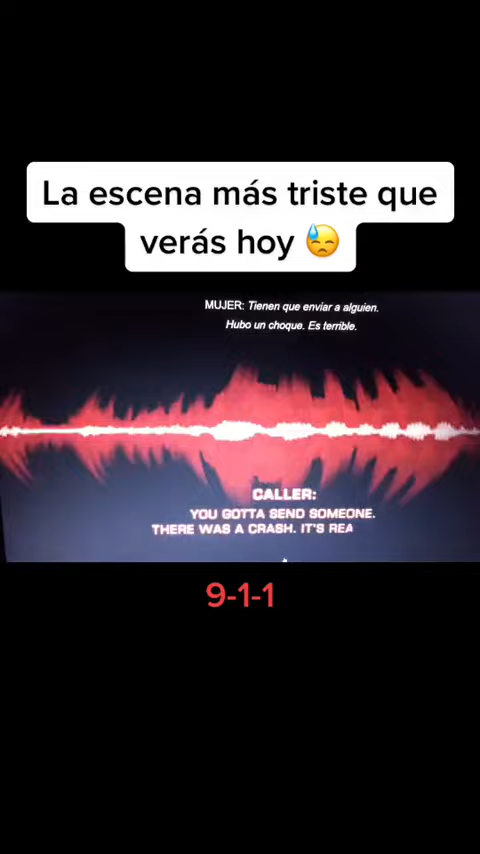 La escena más triste que
verás hoy 😓
MUJER: Tienen que enviar a alguien.
Hubo un choque. Es terrible.
CALLER:
YOU GOTTA SEND SOMEONE.
THERE WAS A CRASH. IT'S REA
9-1-1